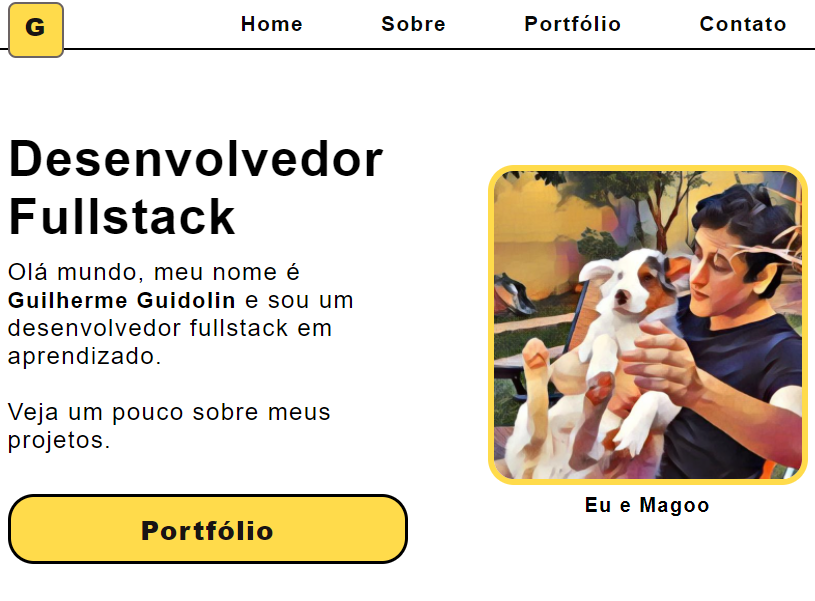 G
Home Sobre Portfólio Contato
Desenvolvedor
Fullstack
Olá mundo, meu nome é
Guilherme Guidolin e sou um
desenvolvedor fullstack em
aprendizado.
Veja um pouco sobre meus
projetos.
Portfólio
Eu e Magoo